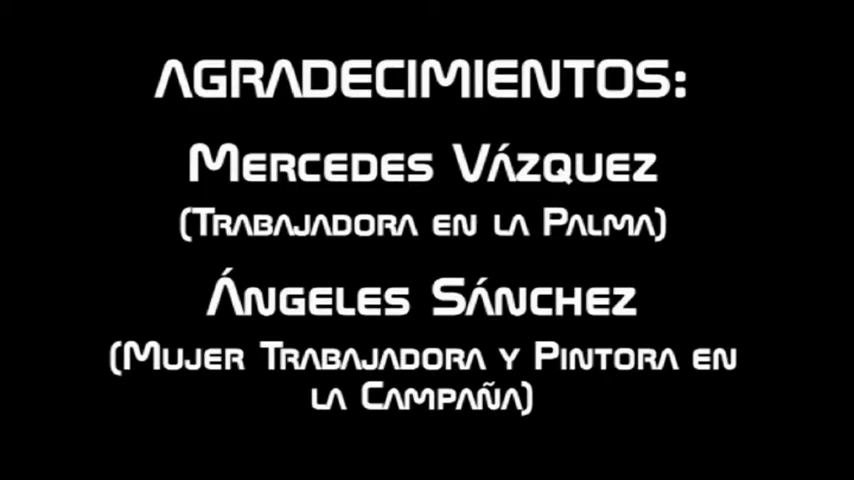 AGRADECIMIENTOS:
MERCEDES VÁZQUEZ
(TRABAJADORA EN LA PALMA)
ÁNGELES SÁNCHEZ
(MUJER TRABAJADORA Y PINTORA EN
LA CAMPAÑA)